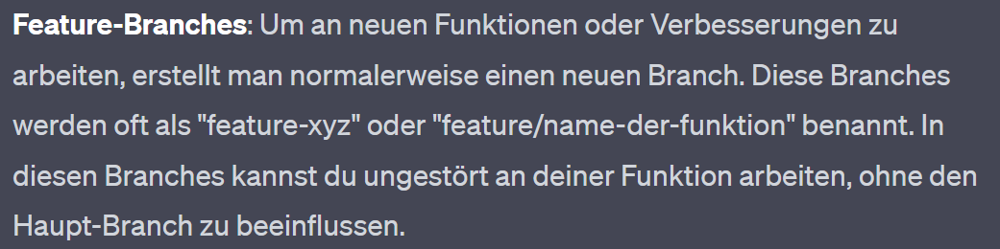 Feature-Branches: Um an neuen Funktionen oder Verbesserungen zu
arbeiten, erstellt man normalerweise einen neuen Branch. Diese Branches
werden oft als "feature-xyz" oder "feature/name-der-funktion" benannt. In
diesen Branches kannst du ungestört an deiner Funktion arbeiten, ohne den
Haupt-Branch zu beeinflussen.